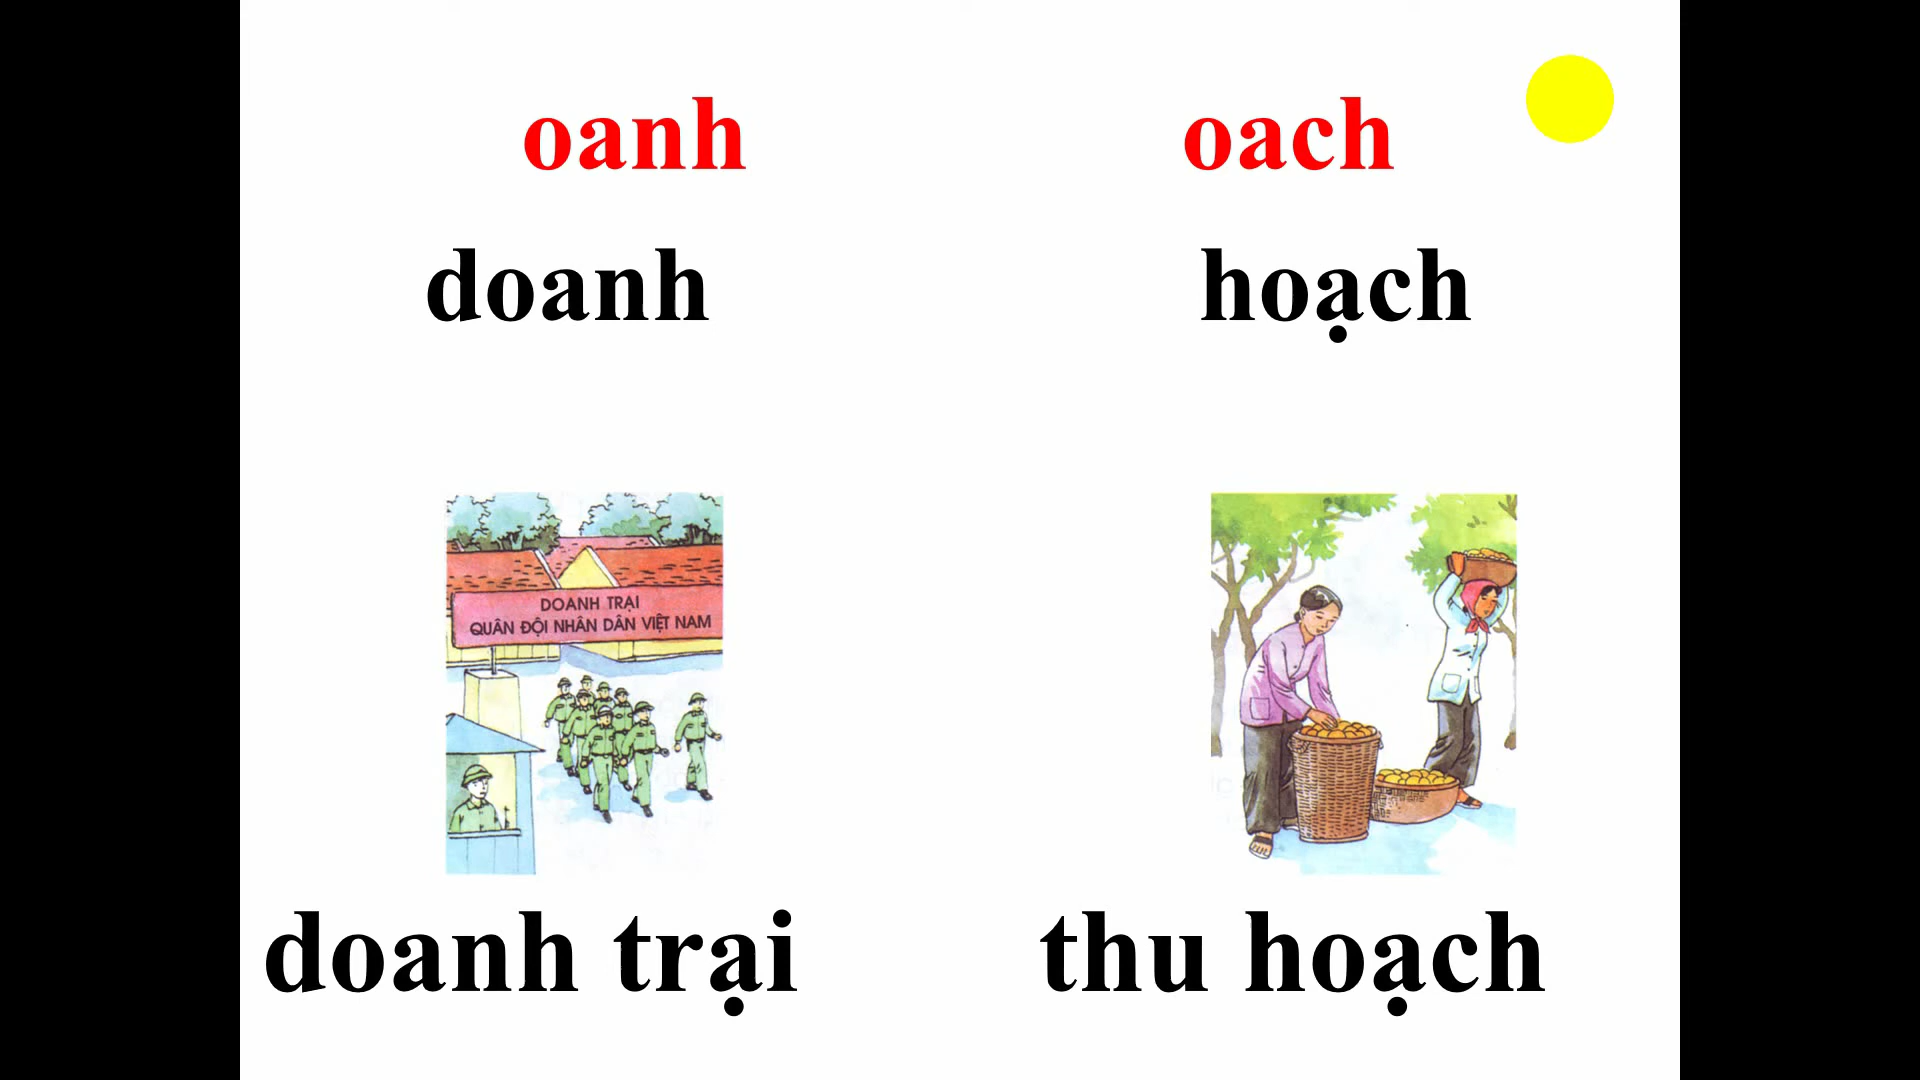 oanh
oach
doanh
hoạch
DOANH TRẠI
QUÂN ĐỘI NHÂN DÂN VIỆT NAM
doanh trại
thu hoạch